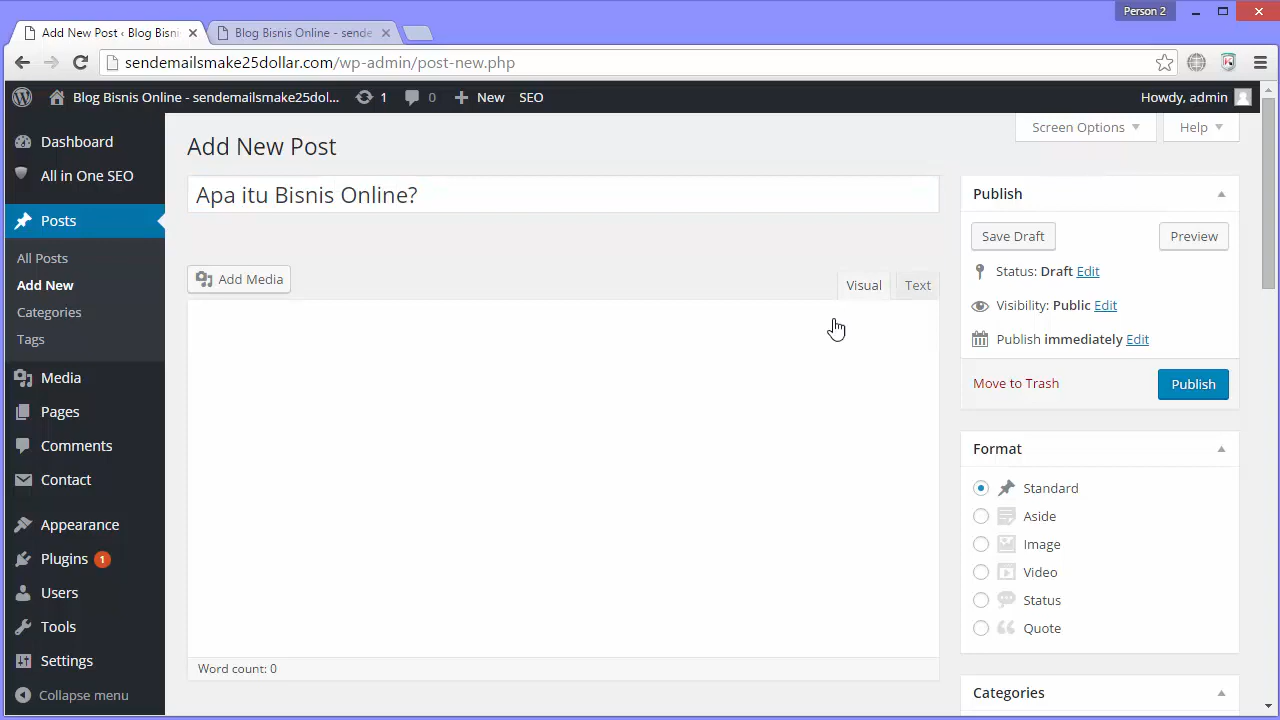 Person 2
Add New Post ‹ Blog Bisni
Blog Bisnis Online - sende
sendemailsmake25dollar.com/wp-admin/post-new.php
Blog Bisnis Online - sendemailsmake25dol... 1 0 New SEO
Howdy, admin
Dashboard
All in One SEO
Posts
All Posts
Add New
Categories
Tags
Media
Pages
Comments
Contact
Appearance
Plugins 1
Users
Tools
Settings
Collapse menu
Screen Options
Help
Add New Post
Apa itu Bisnis Online?
Add Media
Visual
Text
Word count: 0
Publish
Save Draft
Preview
Status: Draft Edit
Visibility: Public Edit
Publish immediately Edit
Move to Trash
Publish
Format
Standard
Aside
Image
Video
Status
Quote
Categories